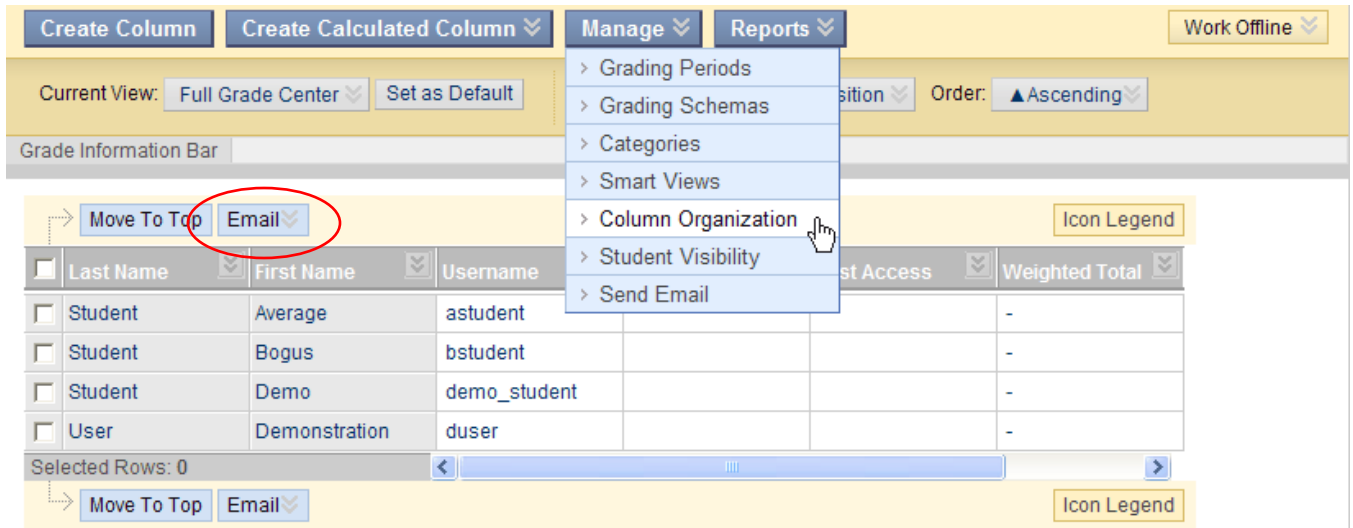 Create Column Create Calculated Column Manage Reports Work Offline
Grading Periods
Current View: Full Grade Center Set as Default Order: ▲Ascending
Grading Schemas
Grade Information Bar
Categories
Smart Views
Move To Top Email Column Organization Icon Legend
Student Visibility
Last Name First Name Username Access Weighted Total
Send Email
Student Average astudent -
Student Bogus bstudent -
Student Demo demo_student -
User Demonstration duser -
Selected Rows: 0
Move To Top Email Icon Legend